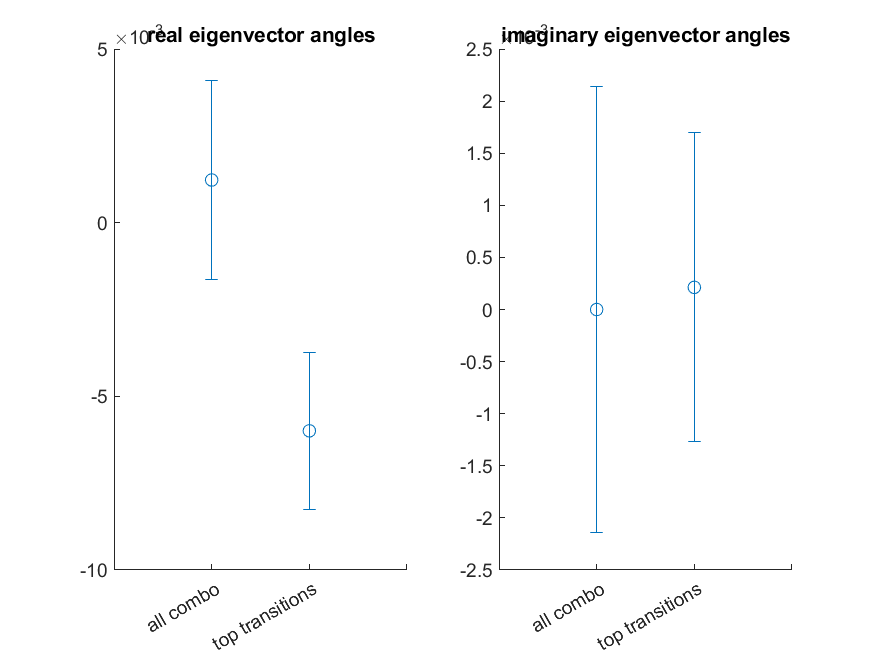 ×10-3
real eigenvector angles
5
0
-5
-10
all combo
top transitions
×10-3
imaginary eigenvector angles
2.5
2
1.5
1
0.5
0
-0.5
-1
-1.5
-2
-2.5
all combo
top transitions